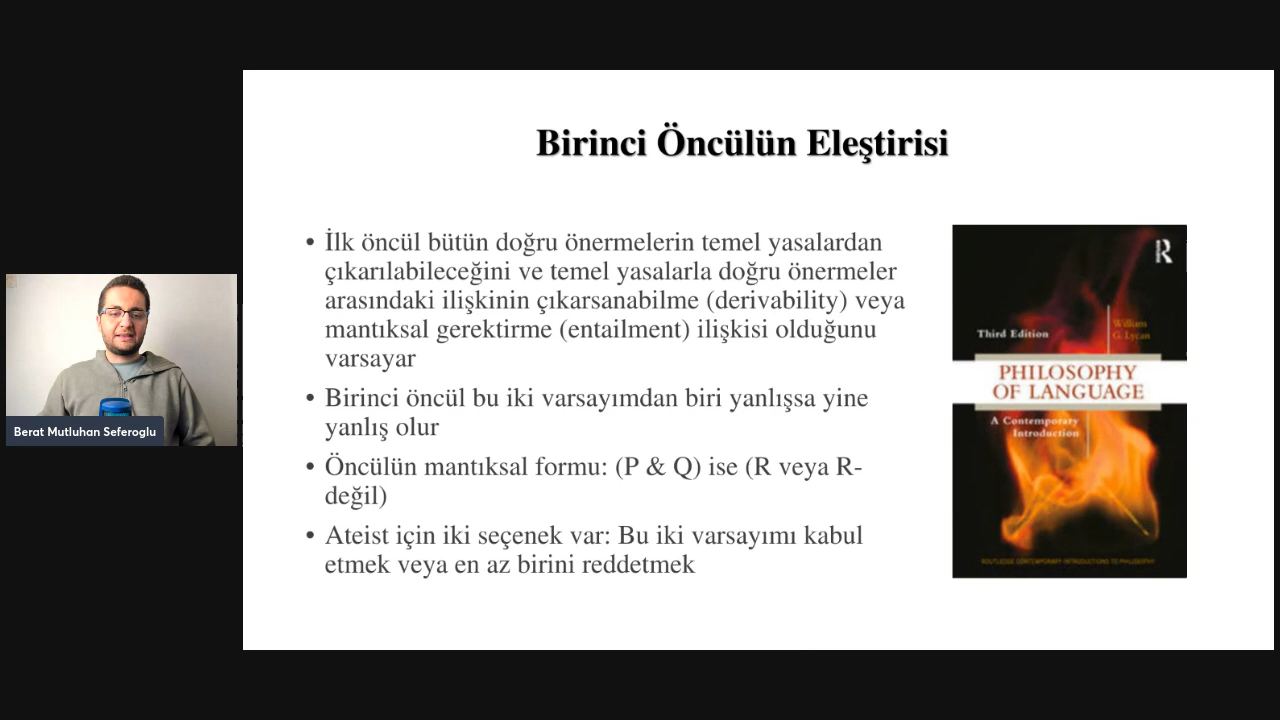 Birinci Öncülün Eleştirisi
• İlk öncül bütün doğru önermelerin temel yasalardan
çıkarılabileceğini ve temel yasalarla doğru önermeler
arasındaki ilişkinin çıkarsanabilme (derivability) veya
mantıksal gerektirme (entailment) ilişkisi olduğunu
varsayar
• Birinci öncül bu iki varsayımdan biri yanlışsa yine
yanlış olur
• Öncülün mantıksal formu: (P & Q) ise (R veya R-
değil)
• Ateist için iki seçenek var: Bu iki varsayımı kabul
etmek veya en az birini reddetmek
R
Third Edition
William
G. Lycan
PHILOSOPHY
OF LANGUAGE
A Contemporary
Introduction
ROUTLEDGE CONTEMPORARY INTRODUCTIONS TO PHILOSOPHY
Berat Mutluhan Seferoglu